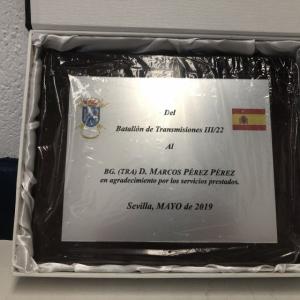 Del
Batallón de Transmisiones III/22
Al
BG. (TRA) D. MARCOS PÉREZ PÉREZ
en agradecimiento por los servicios prestados.
Sevilla, MAYO de 2019